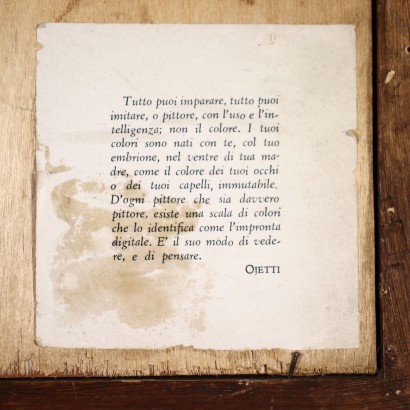 Tutto puoi imparare, tutto puoi
imitare, o pittore, con l'uso e l'in-
telligenza; non il colore. I tuoi
colori sono nati con te, col tuo
embrione, nel ventre di tua ma-
dre, come il colore dei tuoi occhi
o dei tuoi capelli, immutabile.
D'ogni pittore che sia davvero
pittore, esiste una scala di colori
che lo identifica come l'impronta
digitale. E' il suo modo di vede-
re, e di pensare.
OJETTI